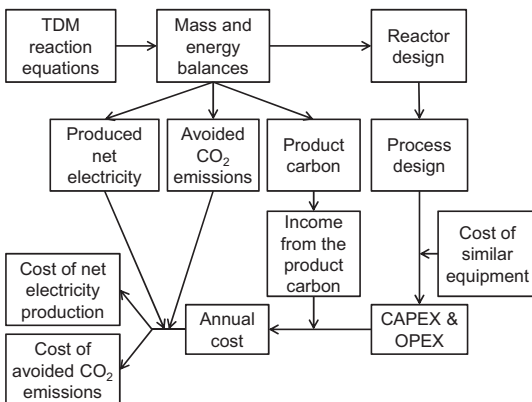 TDM
reaction
equations
Mass and
energy
balances
Reactor
design
Produced
net
electricity
Avoided
CO₂
emissions
Product
carbon
Process
design
Income
from the
product
carbon
Cost of
similar
equipment
Cost of net
electricity
production
Annual
cost
CAPEX &
OPEX
Cost of
avoided CO₂
emissions